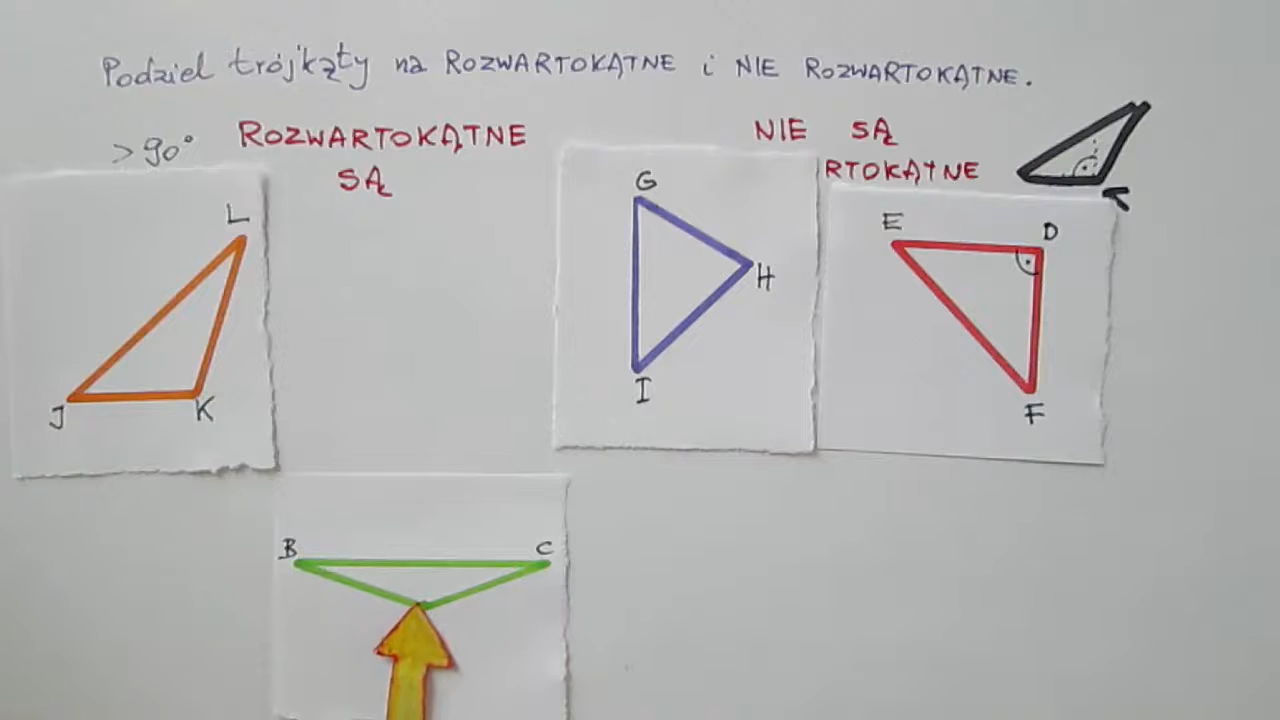 Podziel trójkąty na ROZWARTOKĄTNE i NIE ROZWARTOKĄTNE.
>90° ROZWARTOKĄTNE
SĄ
NIE SĄ
RTOKĄTNE
L
J
K
G
H
I
E
D
F
B
C